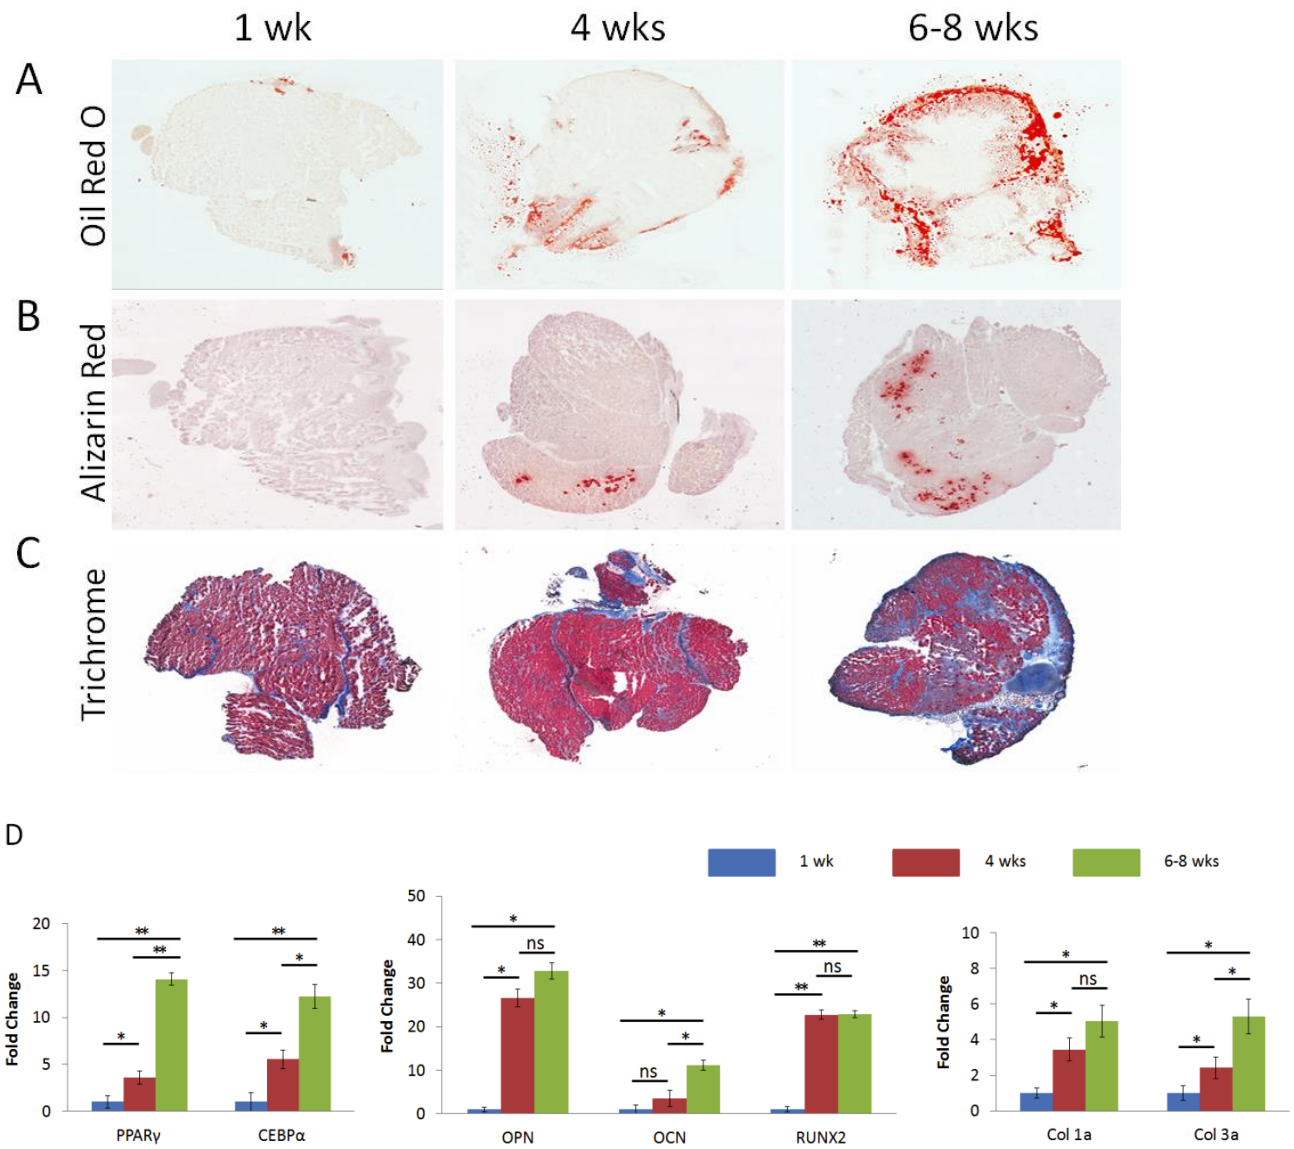 1 wk 4 wks 6-8 wks
A
Oil Red O
B
Alizarin Red
C
Trichrome
D
1 wk 4 wks 6-8 wks
Fold Change
20
15
10
5
0
** ** * *
** * *
PPARγ CEBPα
Fold Change
50
40
30
20
10
0
* ns *
* * ns
** ns **
OPN OCN RUNX2
Fold Change
10
8
6
4
2
0
* ns *
* * *
Col 1a Col 3a